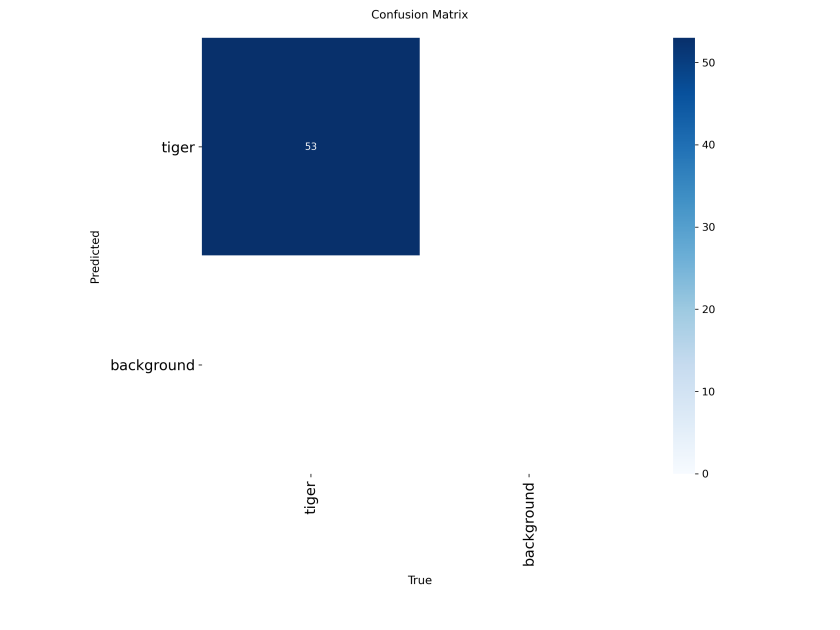 Confusion Matrix
tiger
53
background
Predicted
tiger
background
True
50
40
30
20
10
0